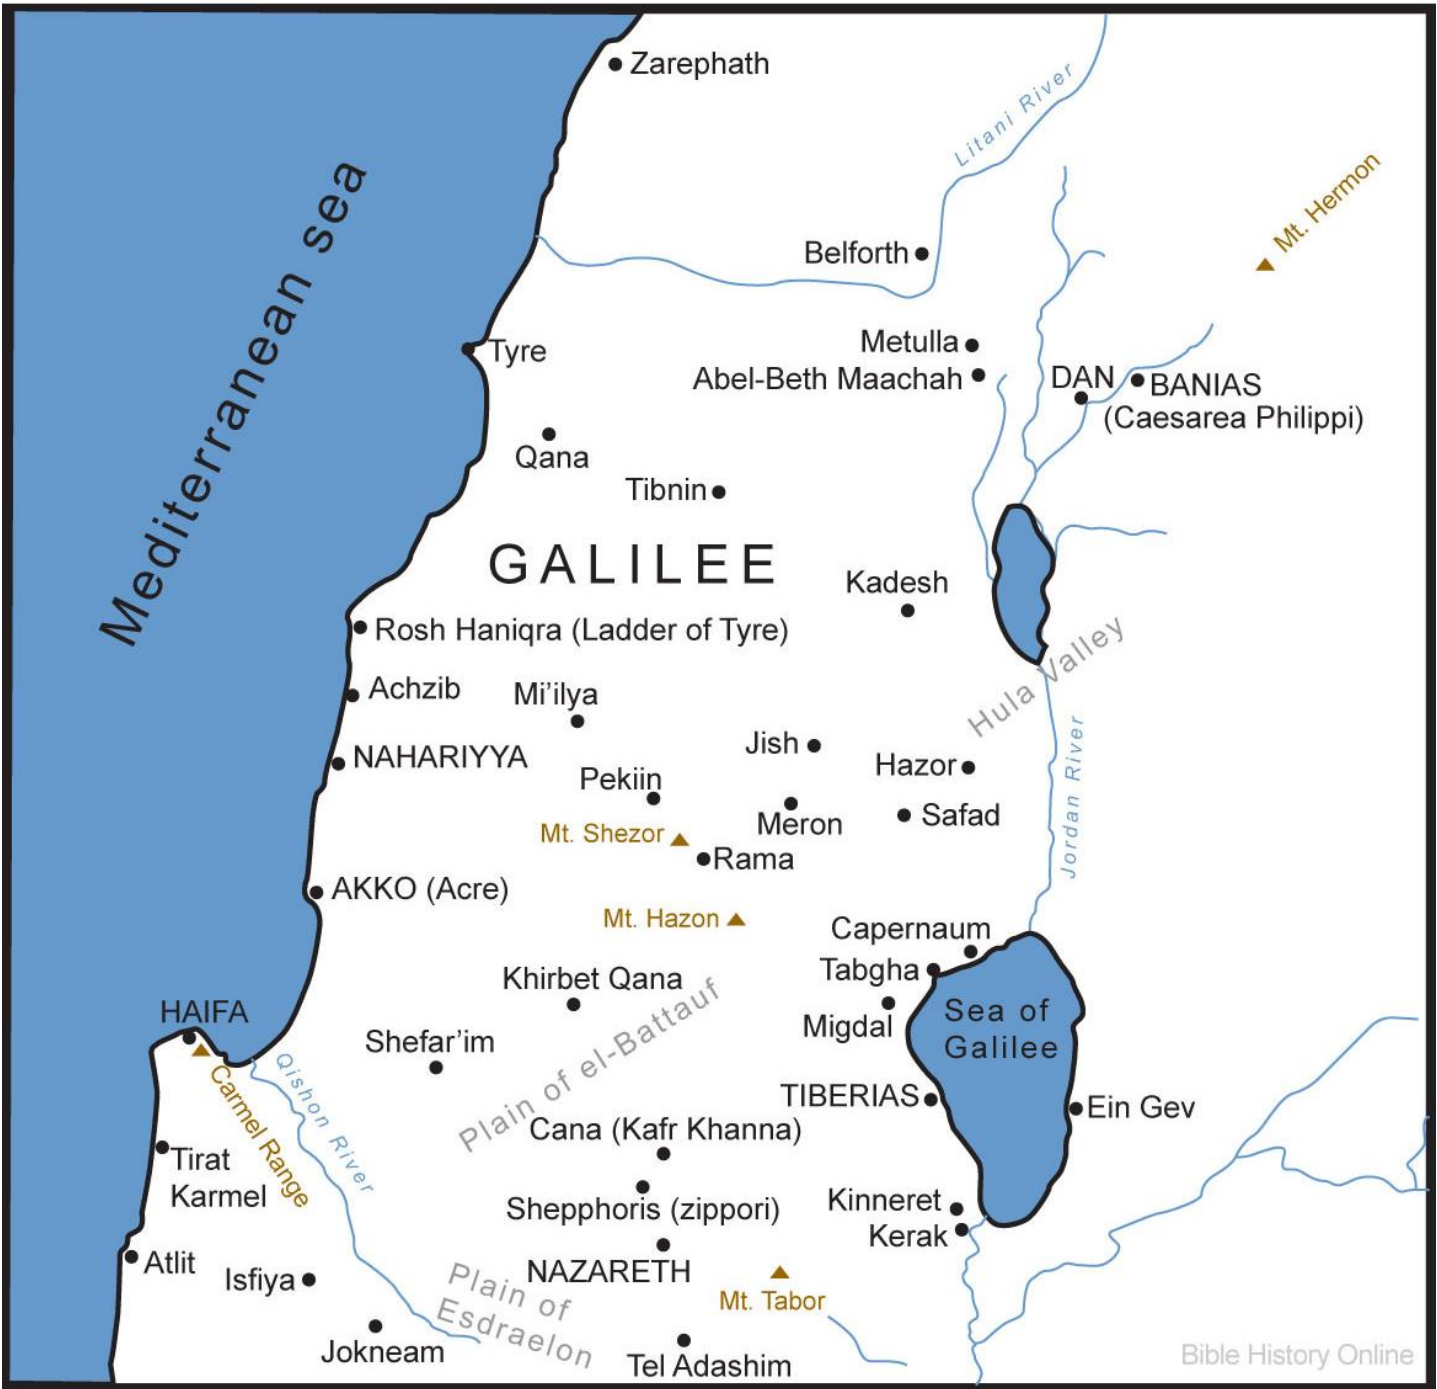 Zarephath
Litani River
Mt. Hermon
Mediterranean sea
Belforth
Metulla
Tyre
Abel-Beth Maachah
DAN
BANIAS
(Caesarea Philippi)
Qana
Tibnin
GALILEE
Kadesh
Rosh Haniqra (Ladder of Tyre)
Hula Valley
Achzib
Mi’ilya
Jish
NAHARIYYA
Hazor
Jordan River
Pekiin
Meron
Safad
Mt. Shezor
Rama
AKKO (Acre)
Mt. Hazon
Capernaum
Tabgha
Khirbet Qana
HAIFA
Sea of
Galilee
Migdal
Shefar’im
Plain of el-Battauf
TIBERIAS
Ein Gev
Carmel Range
Qishon River
Cana (Kafr Khanna)
Tirat
Karmel
Shepphoris (zippori)
Kinneret
Kerak
Atlit
Isfiya
NAZARETH
Plain of
Esdraelon
Mt. Tabor
Jokneam
Tel Adashim
Bible History Online